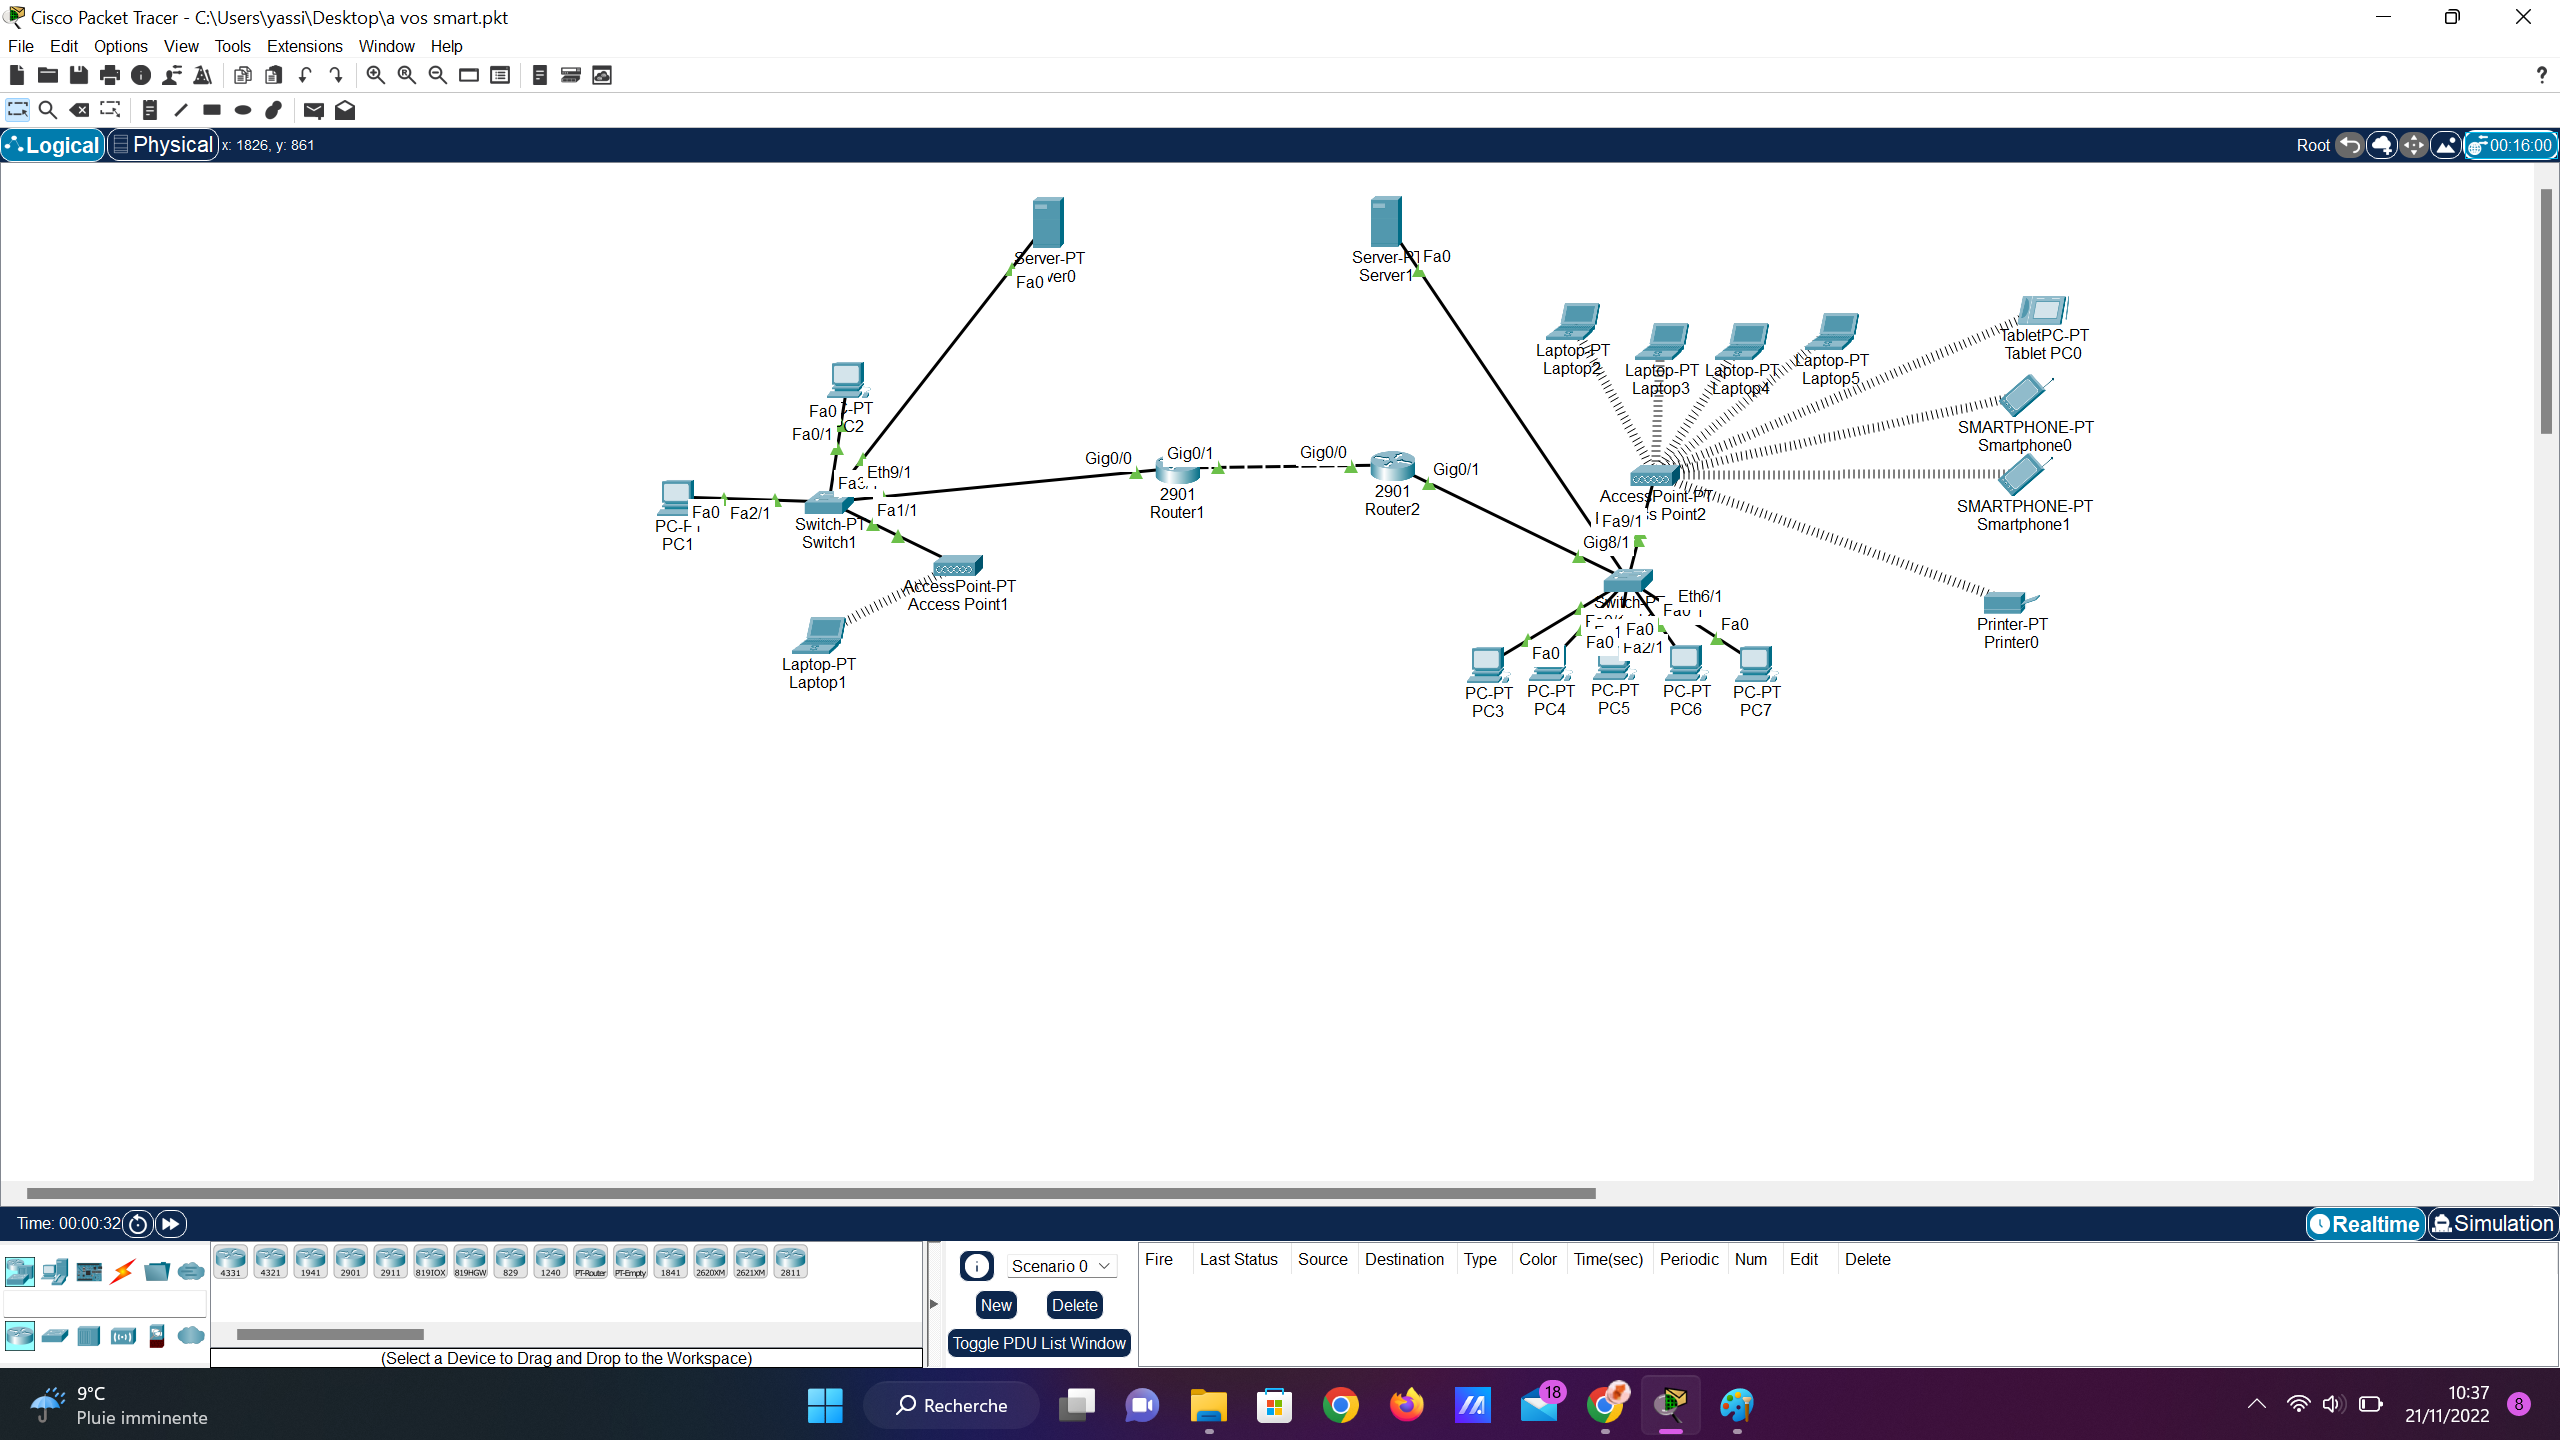 Cisco Packet Tracer - C:\Users\yassi\Desktop\a vos smart.pkt
File Edit Options View Tools Extensions Window Help
?
Logical Physical x: 1826, y: 861 Root 00:16:00
Server-PT
Fa0
Server1
Fa0
Laptop-PT
Laptop2
Laptop-PT
Laptop3
Laptop-PT
Laptop4
Laptop-PT
Laptop5
TabletPC-PT
Tablet PC0
SMARTPHONE-PT
Smartphone0
SMARTPHONE-PT
Smartphone1
Printer-PT
Printer0
Fa0
Fa0/1
Eth9/1
Fa1/1
Fa0
Fa2/1
PC1
Switch-PT
Switch1
AccessPoint-PT
Access Point1
Laptop-PT
Laptop1
Gig0/0
Gig0/1
2901
Router1
Gig0/0
Gig0/1
2901
Router2
AccessPoint-PT
Point2
Fa9/1
Gig8/1
Eth6/1
Fa0
Fa0
Fa0
Fa0
Fa2/1
PC-PT
PC3
PC-PT
PC4
PC-PT
PC5
PC-PT
PC6
PC-PT
PC7
Time: 00:00:32 Realtime Simulation
4331 4321 1941 2901 2911 819IOX 819HGW 829 1240 PT-Router PT-Empty 1841 2620XM 2621XM 2811
(Select a Device to Drag and Drop to the Workspace)
Scenario 0
New Delete
Toggle PDU List Window
Fire Last Status Source Destination Type Color Time(sec) Periodic Num Edit Delete
9°C
Pluie imminente
Recherche
18
10:37
21/11/2022
8